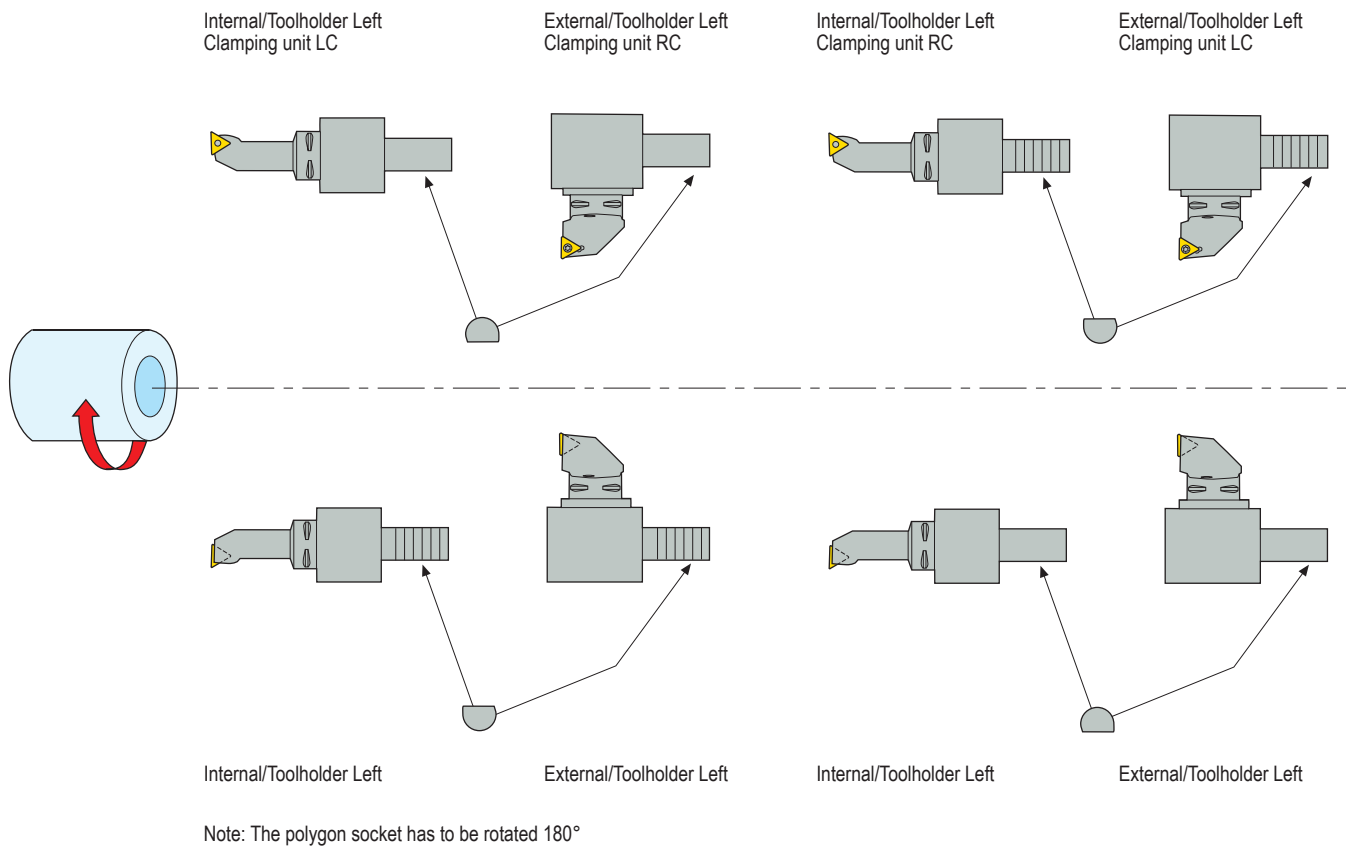 Internal/Toolholder Left
Clamping unit LC
External/Toolholder Left
Clamping unit RC
Internal/Toolholder Left
Clamping unit RC
External/Toolholder Left
Clamping unit LC
Internal/Toolholder Left
External/Toolholder Left
Internal/Toolholder Left
External/Toolholder Left
Note: The polygon socket has to be rotated 180°